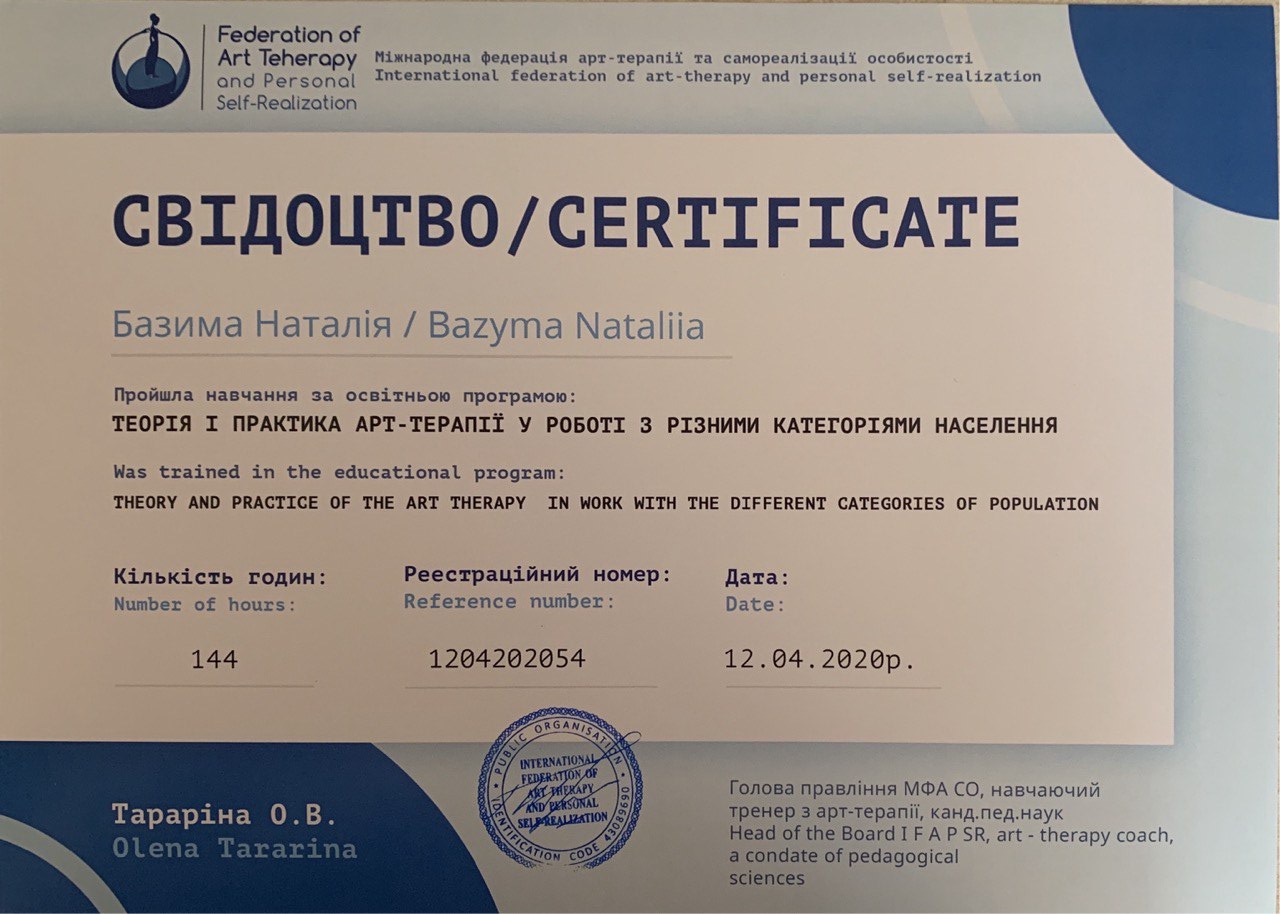 Federation of
Art Teherapy
and Personal
Self-Realization
Міжнародна федерація арт-терапії та самореалізації особистості
International federation of art-therapy and personal self-realization
СВІДОЦТВО/CERTIFICATE
Базима Наталія / Bazyma Nataliia
Пройшла навчання за освітньою програмою:
ТЕОРІЯ І ПРАКТИКА АРТ-ТЕРАПІЇ У РОБОТІ З РІЗНИМИ КАТЕГОРІЯМИ НАСЕЛЕННЯ
Was trained in the educational program:
THEORY AND PRACTICE OF THE ART THERAPY IN WORK WITH THE DIFFERENT CATEGORIES OF POPULATION
Кількість годин:
Number of hours:
144
Реестраційний номер:
Reference number:
1204202054
Дата:
Date:
12.04.2020р.
PUBLIC ORGANISATION
INTERNATIONAL
FEDERATION OF
ART THERAPY
AND PERSONAL
SELF-REALIZATION
IDENTIFICATION CODE 43089690
Тараріна О.В.
Olena Tararina
Голова правління МФА СО, навчаючий
тренер з арт-терапії, канд.пед.наук
Head of the Board I F A P SR, art - therapy coach,
a condate of pedagogical
sciences